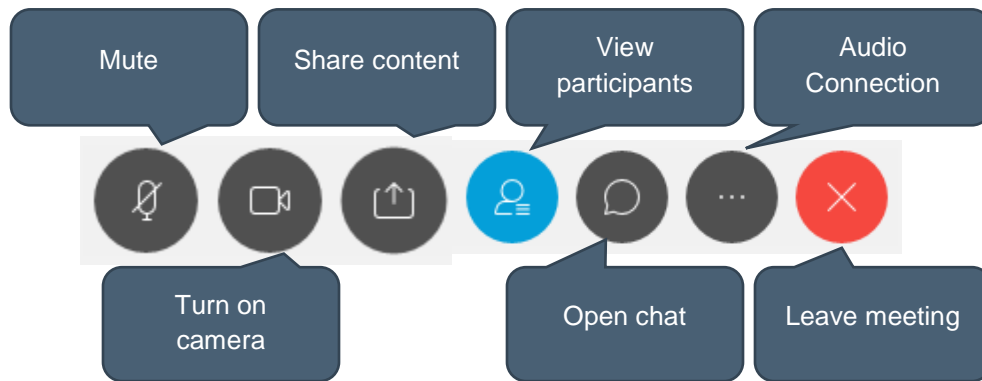 Mute
Share content
View
participants
Audio
Connection
Turn on
camera
Open chat
Leave meeting